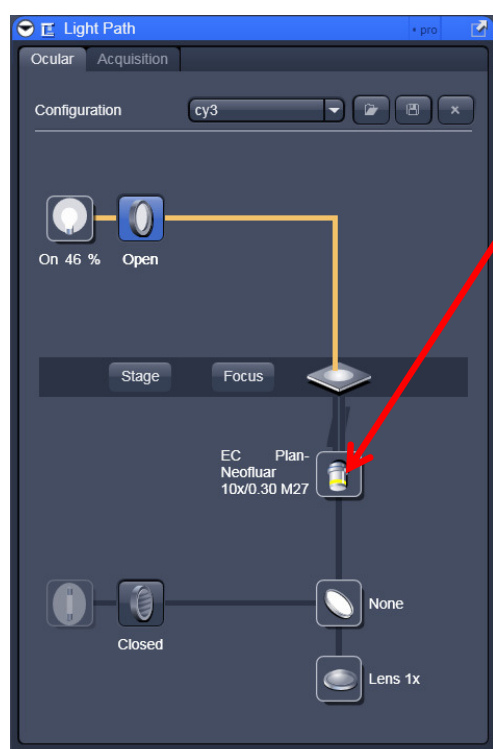 Light Path
pro
Ocular Acquisition
Configuration cy3
On 46 % Open
Stage Focus
EC Plan-
Neofluar
10x/0.30 M27
None
Closed
Lens 1x